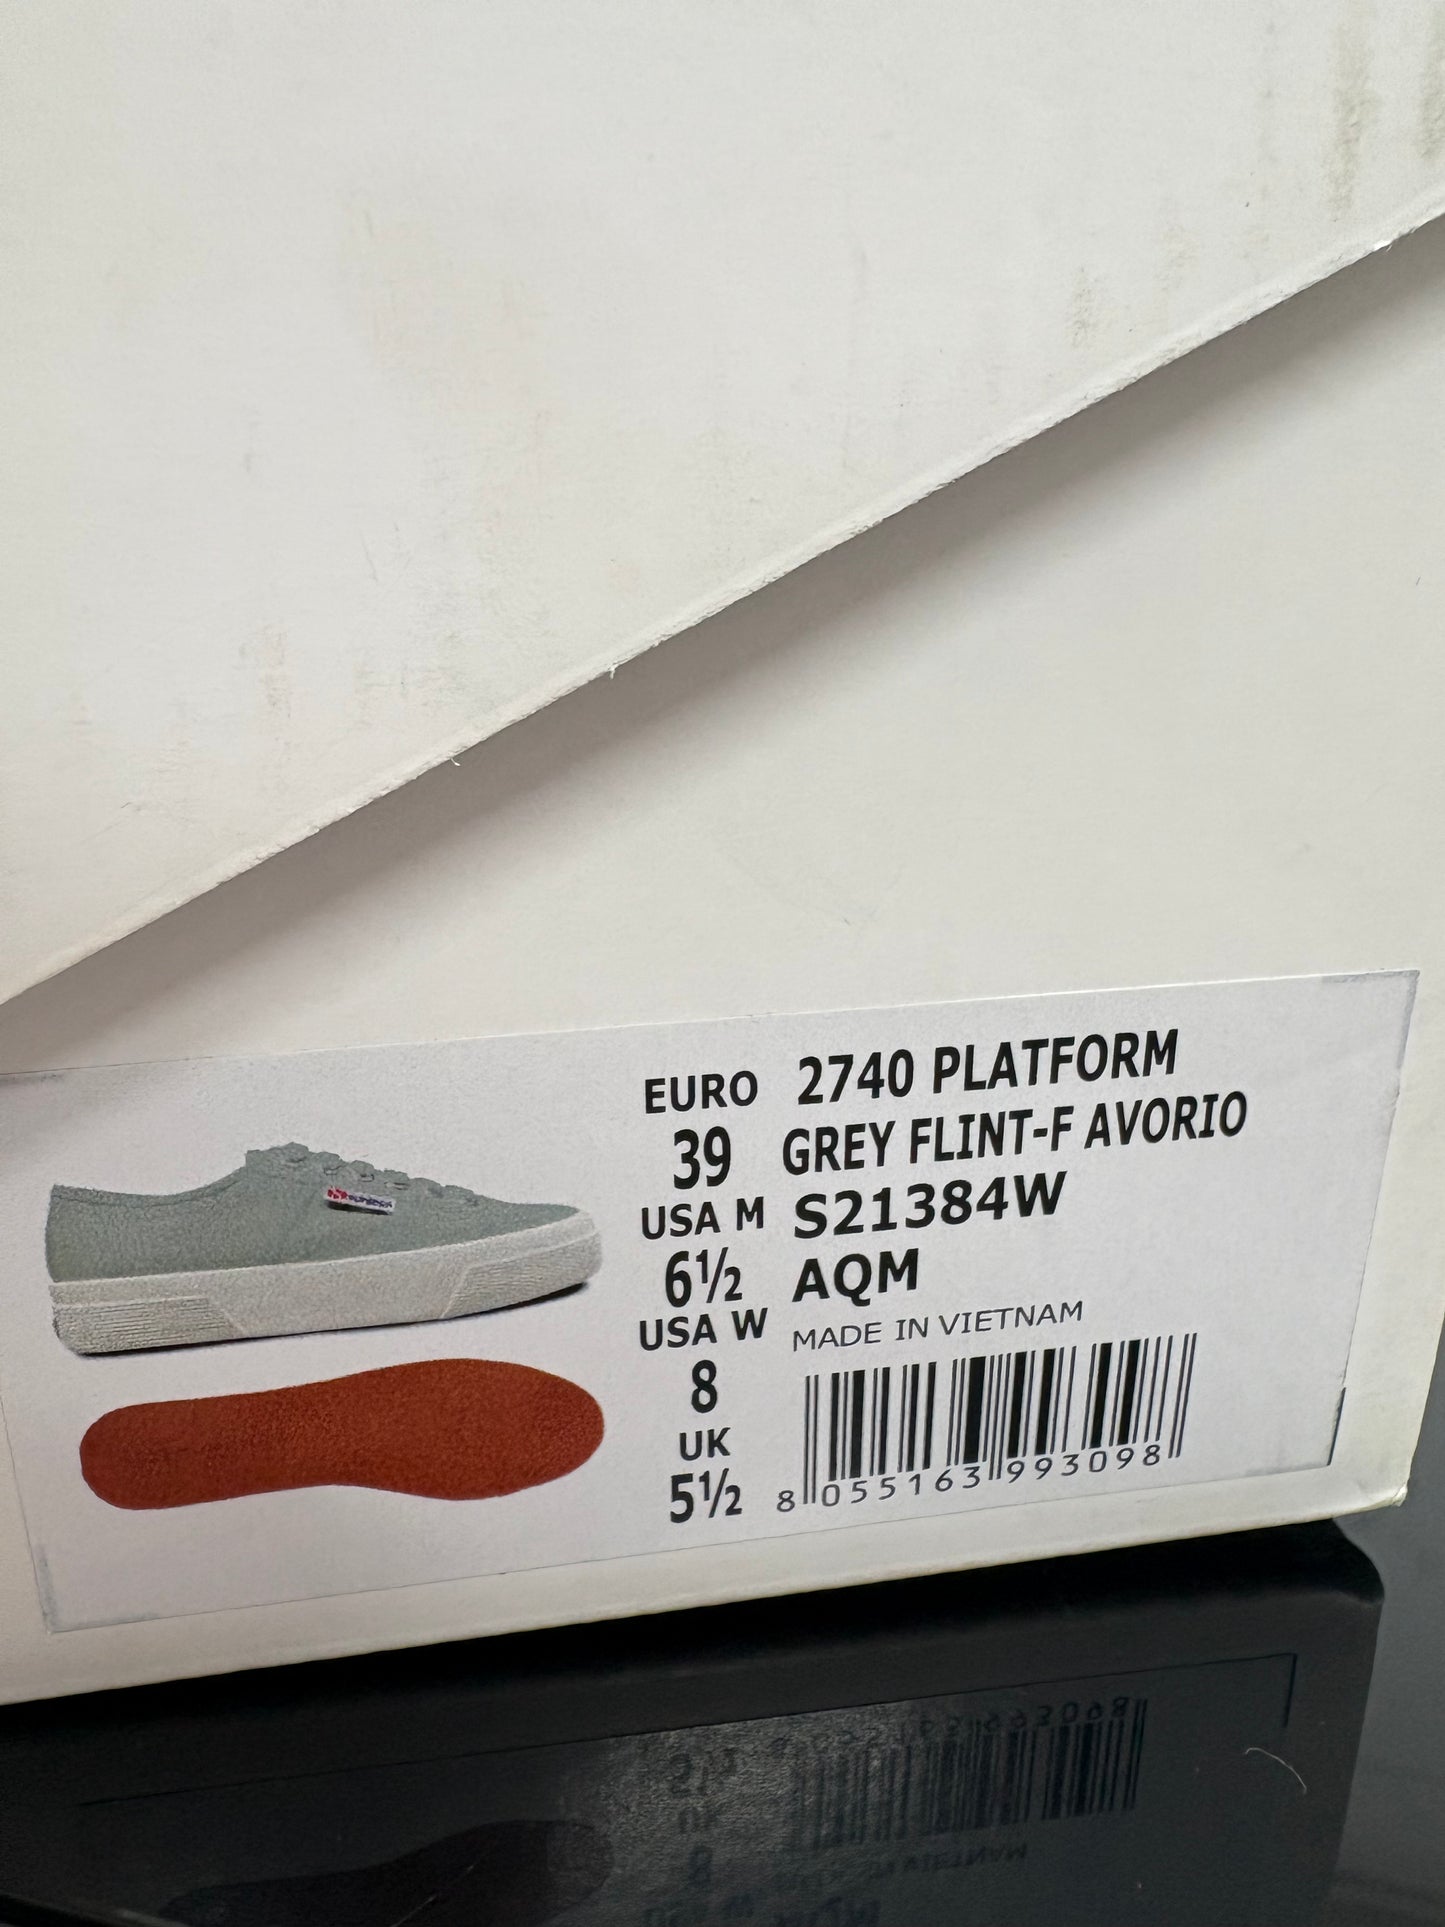 EURO
39
USA M
6½
USA W
8
UK
5½
2740 PLATFORM
GREY FLINT-F AVORIO
S21384W
AQM
MADE IN VIETNAM
8 055163 993098